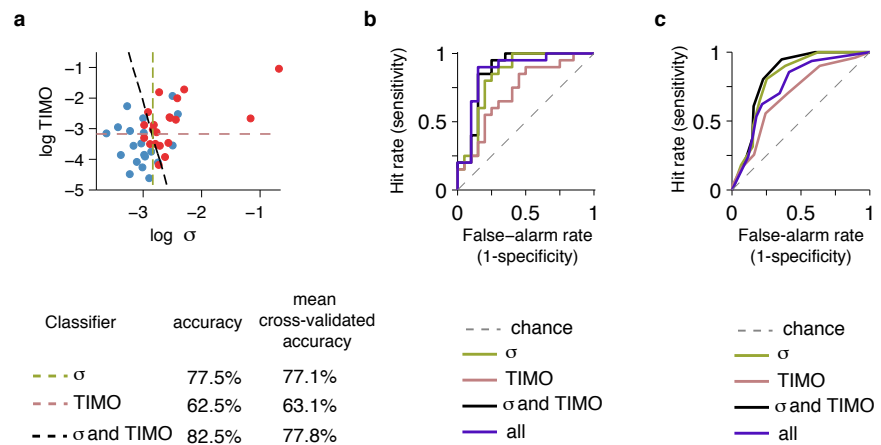 a
b
c
log TIMO
−1
−2
−3
−4
−5
−3
−2
−1
log σ
Hit rate (sensitivity)
1
0.5
0
0
0.5
1
False−alarm rate
(1-specificity)
Hit rate (sensitivity)
1
0.5
0
0
0.5
1
False-alarm rate
(1-specificity)
Classifier accuracy mean cross-validated accuracy
σ 77.5% 77.1%
TIMO 62.5% 63.1%
σ and TIMO 82.5% 77.8%
chance
σ
TIMO
σ and TIMO
all
chance
σ
TIMO
σ and TIMO
all